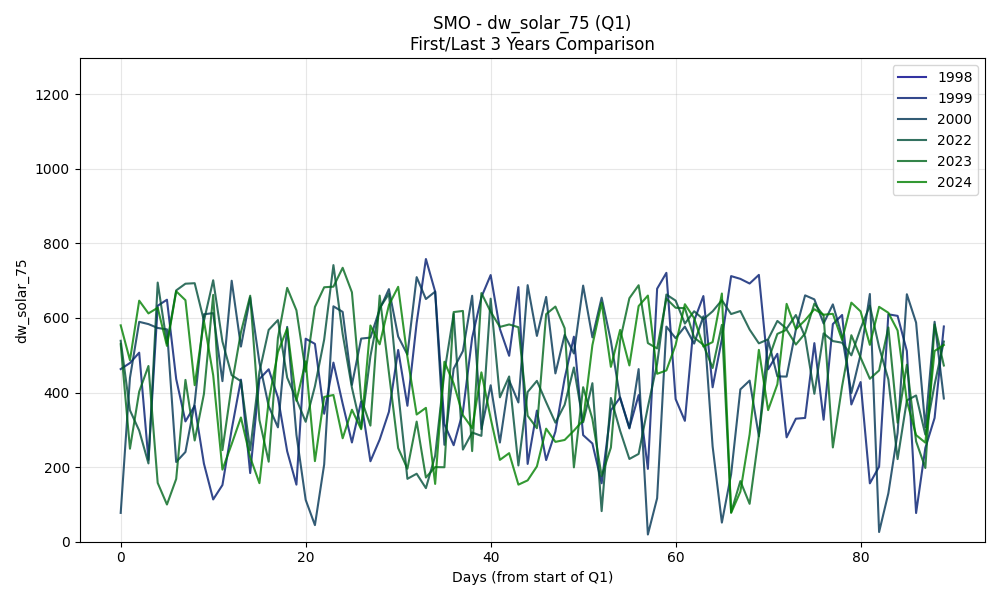 SMO - dw_solar_75 (Q1)
First/Last 3 Years Comparison
dw_solar_75
1200
1000
800
600
400
200
0
0 20 40 60 80
Days (from start of Q1)
1998
1999
2000
2022
2023
2024